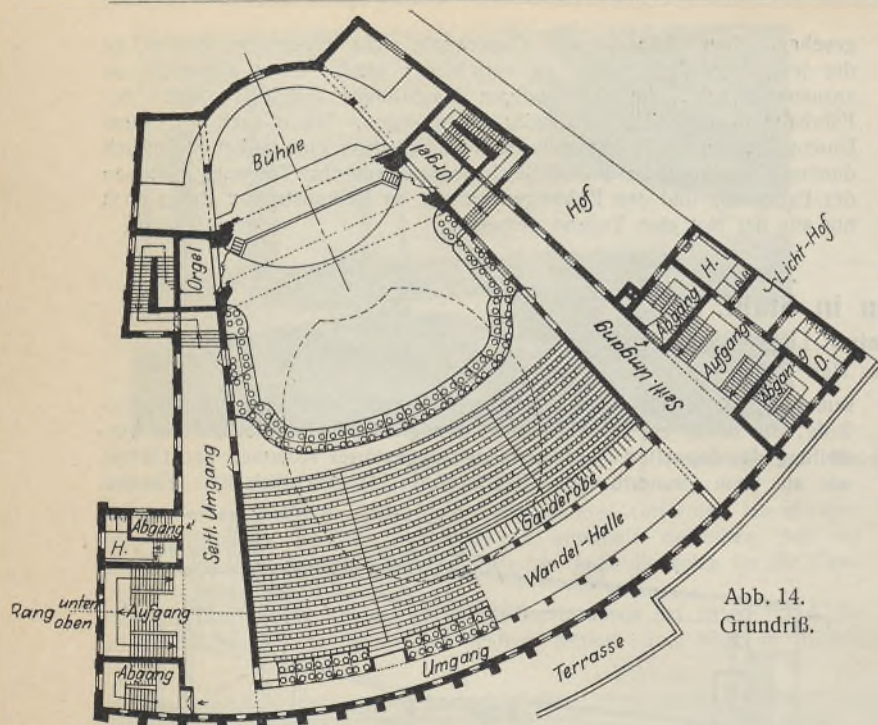 Bühne
Orgel
Orgel
Hof
H.
Licht-Hof
Abgang
Aufgang
Abgang
D.
Seitl. Umgang
Seitl Umgang
Garderobe
Wandel-Halle
Abgang
H.
Rang unten
oben
Aufgang
Abgang
Umgang
Terrasse
Abb. 14.
Grundriß.